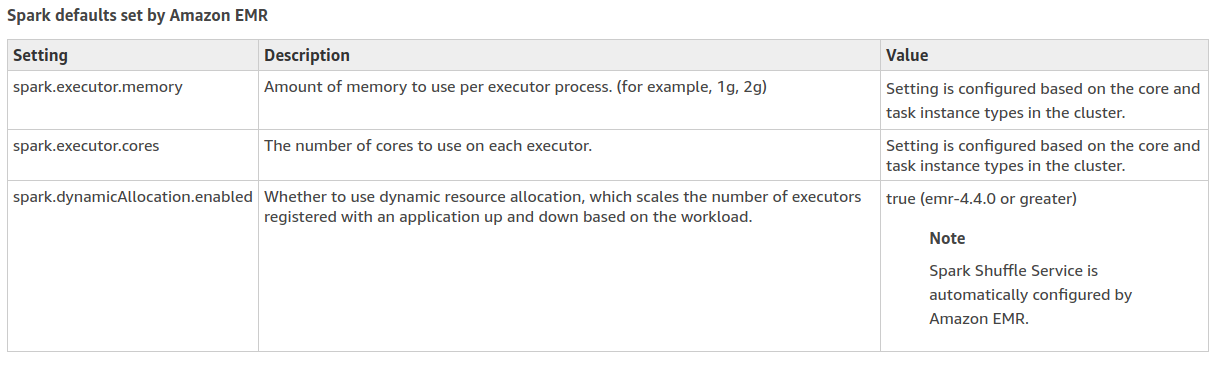 Spark defaults set by Amazon EMR
Setting Description Value
spark.executor.memory Amount of memory to use per executor process. (for example, 1g, 2g) Setting is configured based on the core and
task instance types in the cluster.
spark.executor.cores The number of cores to use on each executor. Setting is configured based on the core and
task instance types in the cluster.
spark.dynamicAllocation.enabled Whether to use dynamic resource allocation, which scales the number of executors true (emr-4.4.0 or greater)
registered with an application up and down based on the workload.
Note
Spark Shuffle Service is
automatically configured by
Amazon EMR.